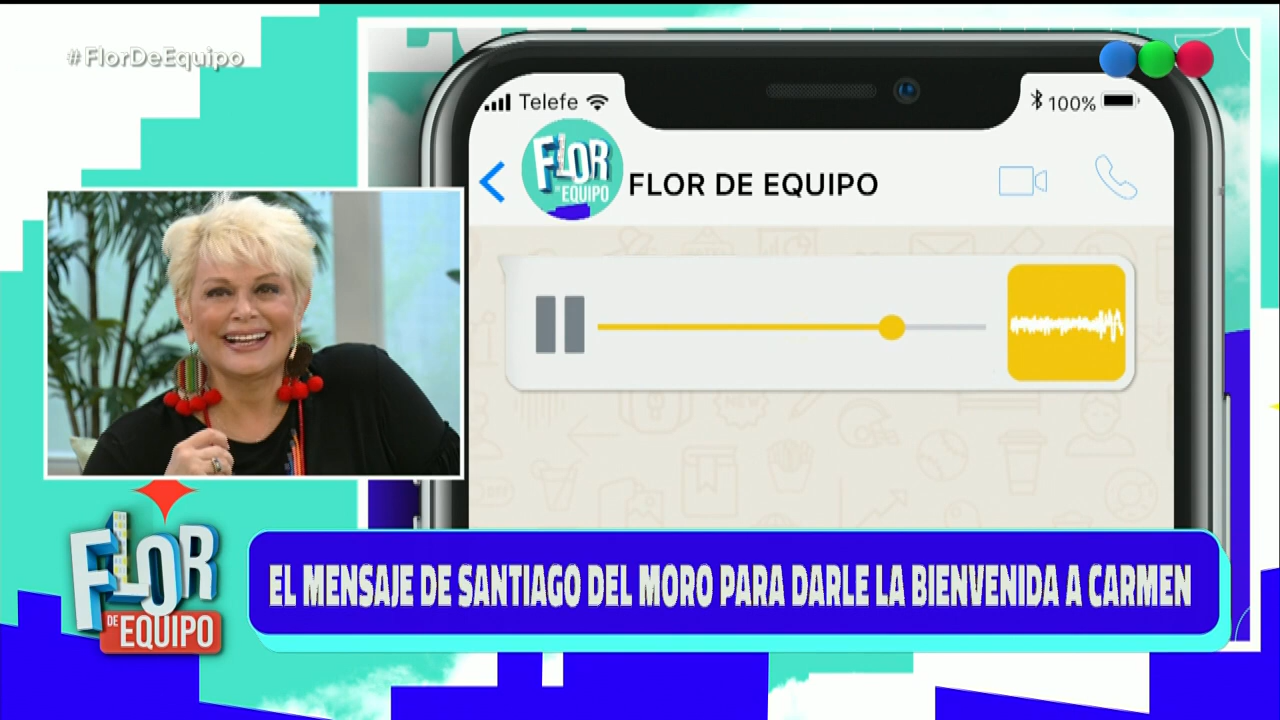 #FlorDeEquipo
Telefe
100%
FLOR
DE EQUIPO
FLOR DE EQUIPO
FLOR
DE EQUIPO
EL MENSAJE DE SANTIAGO DEL MORO PARA DARLE LA BIENVENIDA A CARMEN